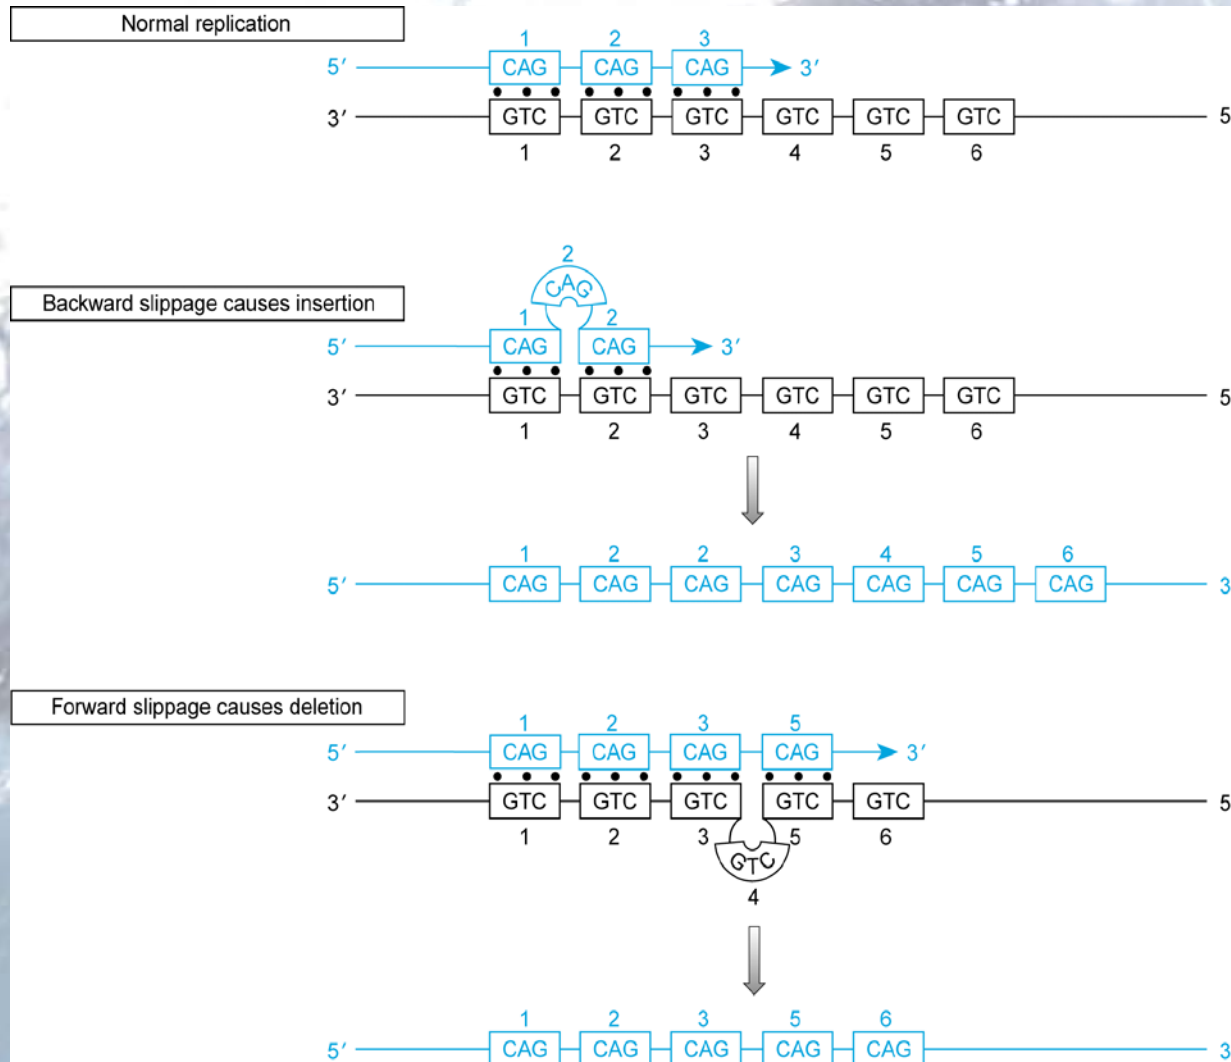 Normal replication
1 2 3
5′ CAG CAG CAG 3′
3′ GTC GTC GTC GTC GTC GTC 5
1 2 3 4 5 6
2
CAG
Backward slippage causes insertion
1 2
5′ CAG CAG 3′
3′ GTC GTC GTC GTC GTC GTC 5
1 2 3 4 5 6
1 2 2 3 4 5 6
5′ CAG CAG CAG CAG CAG CAG CAG 3
Forward slippage causes deletion
1 2 3 5
5′ CAG CAG CAG CAG 3′
3′ GTC GTC GTC GTC GTC 5
1 2 3 5 6
GTC
4
1 2 3 5 6
5′ CAG CAG CAG CAG CAG 3